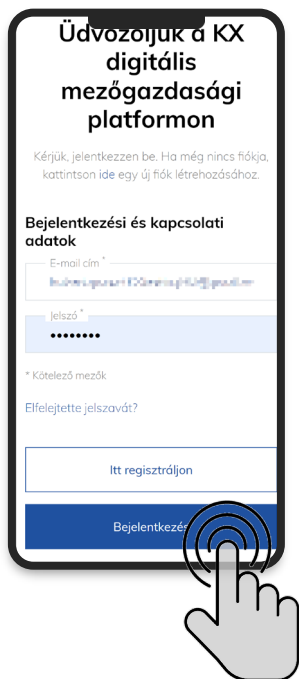 Üdvözöljük a KX
digitális
mezőgazdasági
platformon
Kérjük, jelentkezzen be. Ha még nincs fiókja,
kattintson ide egy új fiók létrehozásához.
Bejelentkezési és kapcsolati
adatok
E-mail cím *
Jelszó *
••••••••
* Kötelező mezők
Elfelejtette jelszavát?
Itt regisztráljon
Bejelentkezés